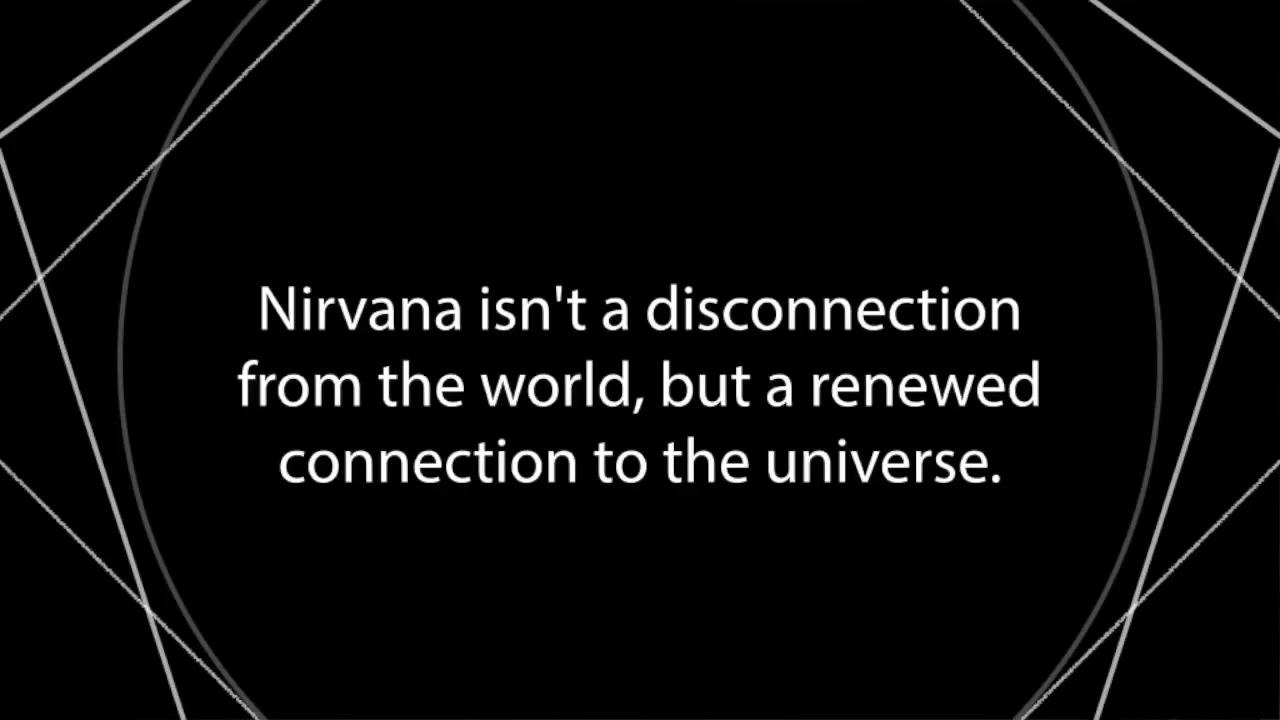 Nirvana isn't a disconnection
from the world, but a renewed
connection to the universe.